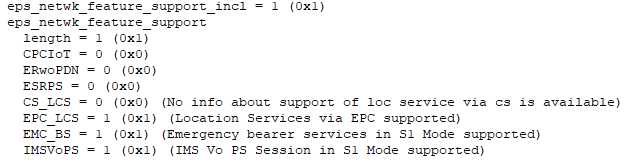 eps_netwk_feature_support_incl = 1 (0x1)
eps_netwk_feature_support
length = 1 (0x1)
CPCIoT = 0 (0x0)
ERwoPDN = 0 (0x0)
ESRPS = 0 (0x0)
CS_LCS = 0 (0x0) (No info about support of loc service via cs is available)
EPC_LCS = 1 (0x1) (Location Services via EPC supported)
EMC_BS = 1 (0x1) (Emergency bearer services in S1 Mode supported)
IMSVoPS = 1 (0x1) (IMS Vo PS Session in S1 Mode supported)